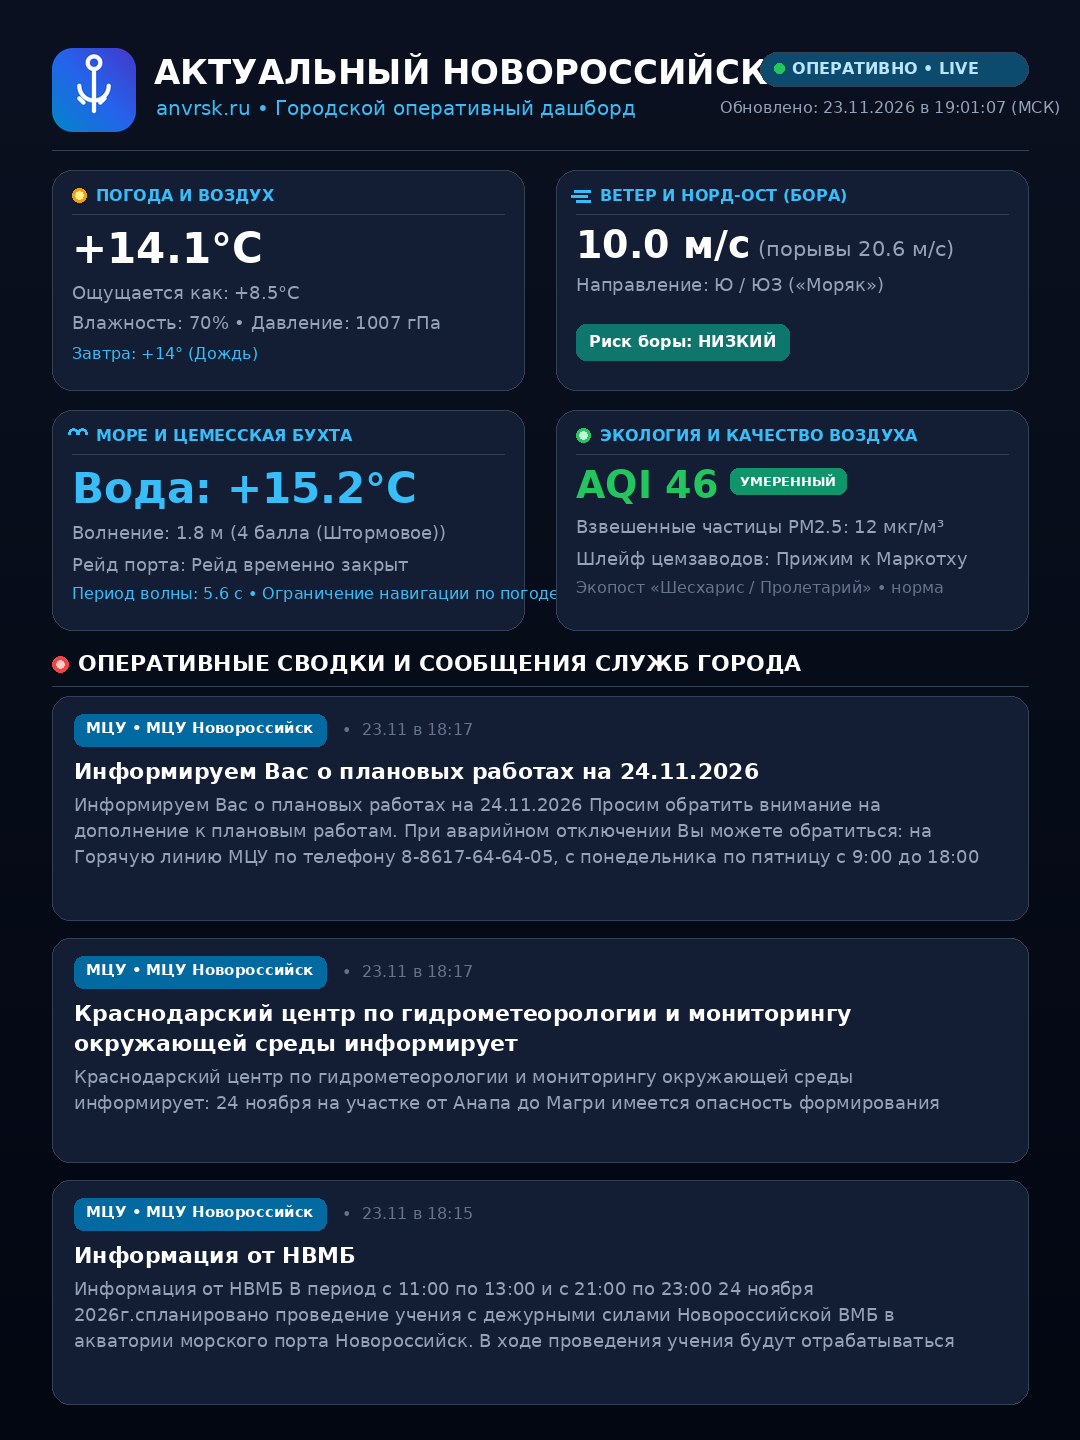 АКТУАЛЬНЫЙ НОВОРОССИЙСК
ОПЕРАТИВНО • LIVE
anvrsk.ru • Городской оперативный дашборд
Обновлено: 23.11.2026 в 19:01:07 (МСК)
ПОГОДА И ВОЗДУХ
+14.1°C
Ощущается как: +8.5°C
Влажность: 70% • Давление: 1007 гПа
Завтра: +14° (Дождь)
ВЕТЕР И НОРД-ОСТ (БОРА)
10.0 м/с (порывы 20.6 м/с)
Направление: Ю / ЮЗ («Моряк»)
Риск боры: НИЗКИЙ
МОРЕ И ЦЕМЕССКАЯ БУХТА
Вода: +15.2°C
Волнение: 1.8 м (4 балла (Штормовое))
Рейд порта: Рейд временно закрыт
Период волны: 5.6 с • Ограничение навигации по погоде
ЭКОЛОГИЯ И КАЧЕСТВО ВОЗДУХА
AQI 46 УМЕРЕННЫЙ
Взвешенные частицы PM2.5: 12 мкг/м³
Шлейф цемзаводов: Прижим к Маркотху
Экопост «Шесхарис / Пролетарий» • норма
ОПЕРАТИВНЫЕ СВОДКИ И СООБЩЕНИЯ СЛУЖБ ГОРОДА
МЦУ • МЦУ Новороссийск • 23.11 в 18:17
Информируем Вас о плановых работах на 24.11.2026
Информируем Вас о плановых работах на 24.11.2026 Просим обратить внимание на
дополнение к плановым работам. При аварийном отключении Вы можете обратиться: на
Горячую линию МЦУ по телефону 8-8617-64-64-05, с понедельника по пятницу с 9:00 до 18:00
МЦУ • МЦУ Новороссийск • 23.11 в 18:17
Краснодарский центр по гидрометеорологии и мониторингу
окружающей среды информирует
Краснодарский центр по гидрометеорологии и мониторингу окружающей среды
информирует: 24 ноября на участке от Анапа до Магри имеется опасность формирования
МЦУ • МЦУ Новороссийск • 23.11 в 18:15
Информация от НВМБ
Информация от НВМБ В период с 11:00 по 13:00 и с 21:00 по 23:00 24 ноября
2026г.спланировано проведение учения с дежурными силами Новороссийской ВМБ в
акватории морского порта Новороссийск. В ходе проведения учения будут отрабатываться